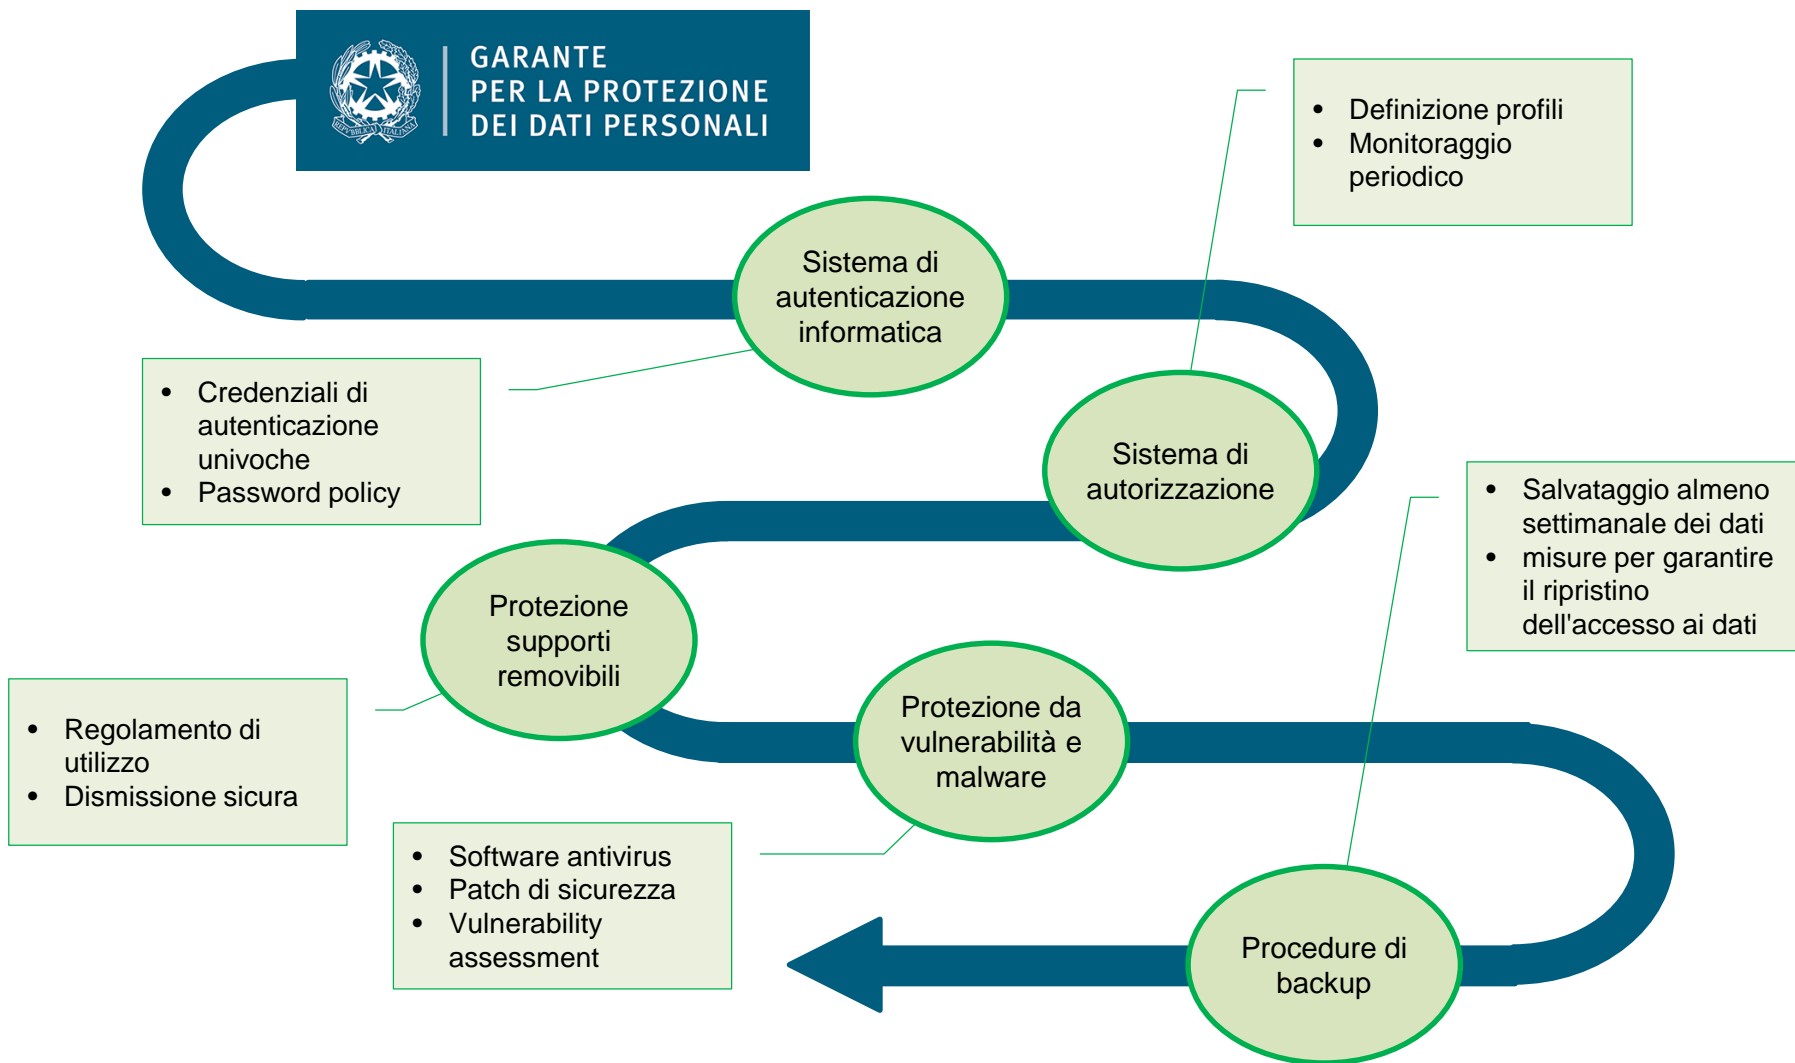 GARANTE
PER LA PROTEZIONE
DEI DATI PERSONALI
REPVBBLICA ITALIANA
• Definizione profili
• Monitoraggio
periodico
Sistema di
autenticazione
informatica
• Credenziali di
autenticazione
univoche
• Password policy
Sistema di
autorizzazione
• Salvataggio almeno
settimanale dei dati
• misure per garantire
il ripristino
dell'accesso ai dati
Protezione
supporti
removibili
• Regolamento di
utilizzo
• Dismissione sicura
Protezione da
vulnerabilità e
malware
• Software antivirus
• Patch di sicurezza
• Vulnerability
assessment
Procedure di
backup